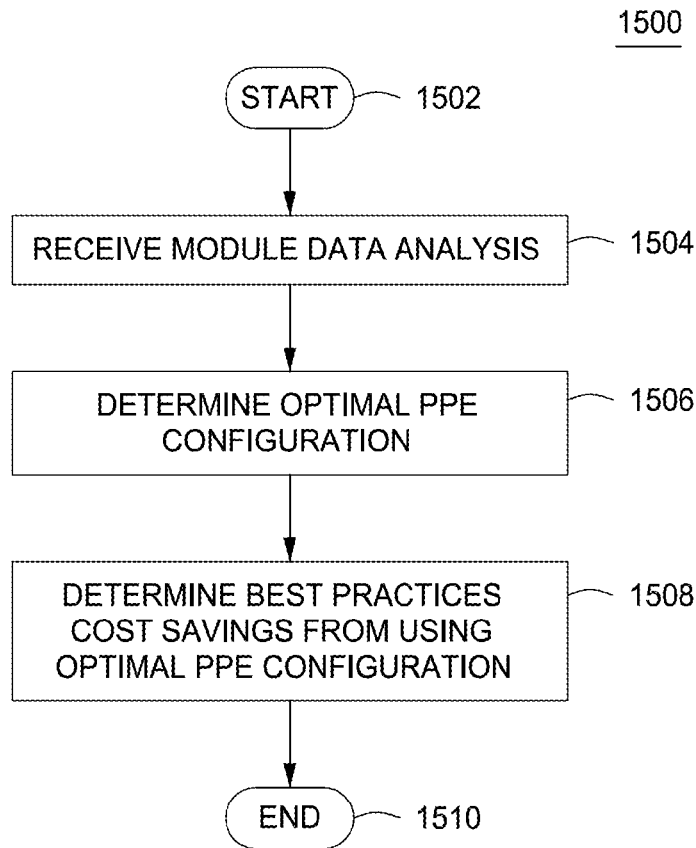 1500
START
1502
RECEIVE MODULE DATA ANALYSIS
1504
DETERMINE OPTIMAL PPE
CONFIGURATION
1506
DETERMINE BEST PRACTICES
COST SAVINGS FROM USING
OPTIMAL PPE CONFIGURATION
1508
END
1510